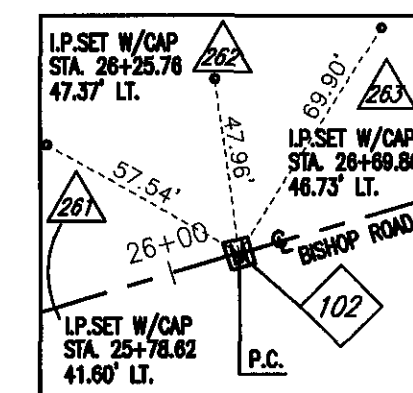 I.P.SET W/CAP
STA. 26+25.76
47.37' LT.
262
69.90'
263
47.96'
I.P.SET W/CAP
STA. 26+69.86
46.73' LT.
57.54'
261
26+00
M
℄
BISHOP ROAD
102
I.P.SET W/CAP
STA. 25+78.62
41.60' LT.
P.C.